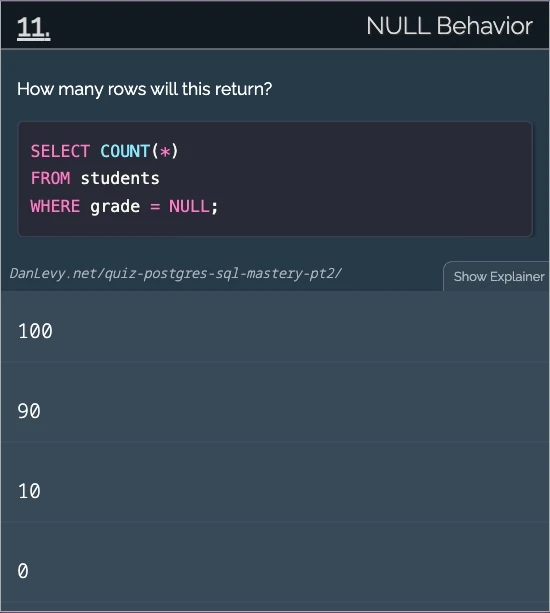 11.
NULL Behavior
How many rows will this return?
SELECT COUNT(*)
FROM students
WHERE grade = NULL;
DanLevy.net/quiz-postgres-sql-mastery-pt2/
Show Explainer
100
90
10
0